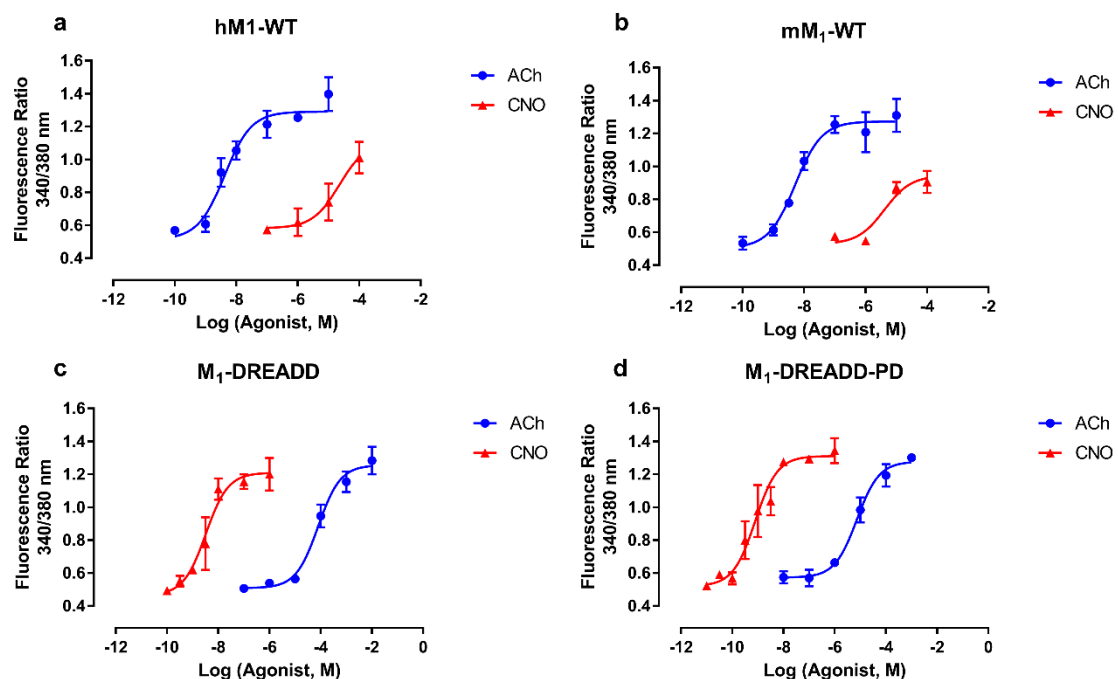 a
hM1-WT
Fluorescence Ratio
340/380 nm
1.6
1.4
1.2
1.0
0.8
0.6
0.4
-12 -10 -8 -6 -4 -2
Log (Agonist, M)
ACh
CNO
b
mM₁-WT
Fluorescence Ratio
340/380 nm
1.6
1.4
1.2
1.0
0.8
0.6
0.4
-12 -10 -8 -6 -4 -2
Log (Agonist, M)
ACh
CNO
c
M₁-DREADD
Fluorescence Ratio
340/380 nm
1.6
1.4
1.2
1.0
0.8
0.6
0.4
-12 -10 -8 -6 -4 -2 0
Log (Agonist, M)
ACh
CNO
d
M₁-DREADD-PD
Fluorescence Ratio
340/380 nm
1.6
1.4
1.2
1.0
0.8
0.6
0.4
-12 -10 -8 -6 -4 -2 0
Log (Agonist, M)
ACh
CNO